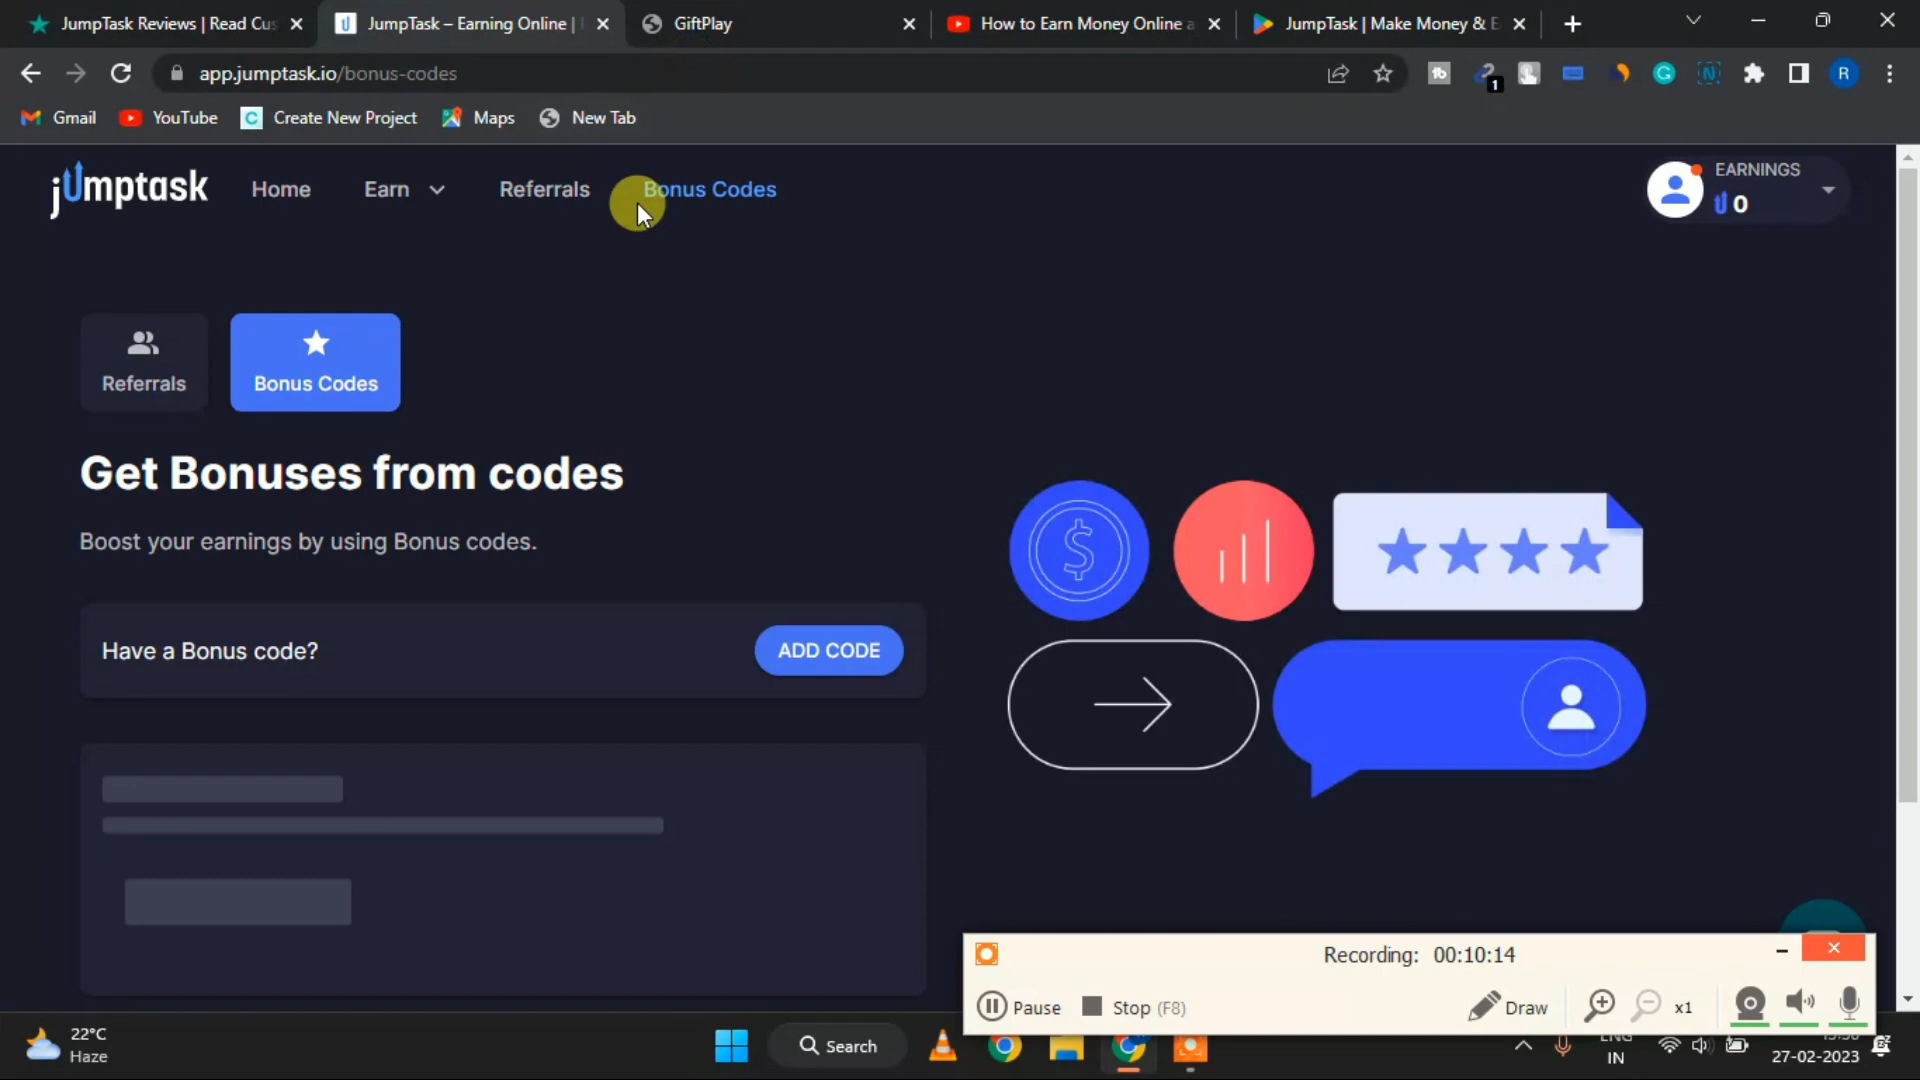 JumpTask Reviews | Read Cus
JumpTask – Earning Online |
GiftPlay
How to Earn Money Online a
JumpTask | Make Money & E
app.jumptask.io/bonus-codes
1
R
Gmail
YouTube
Create New Project
Maps
New Tab
jumptask
Home
Earn
Referrals
Bonus Codes
EARNINGS
0
Referrals
Bonus Codes
Get Bonuses from codes
Boost your earnings by using Bonus codes.
Have a Bonus code?
ADD CODE
Recording: 00:10:14
Pause
Stop (F8)
Draw
x1
22°C
Haze
Search
ENG
IN
27-02-2023